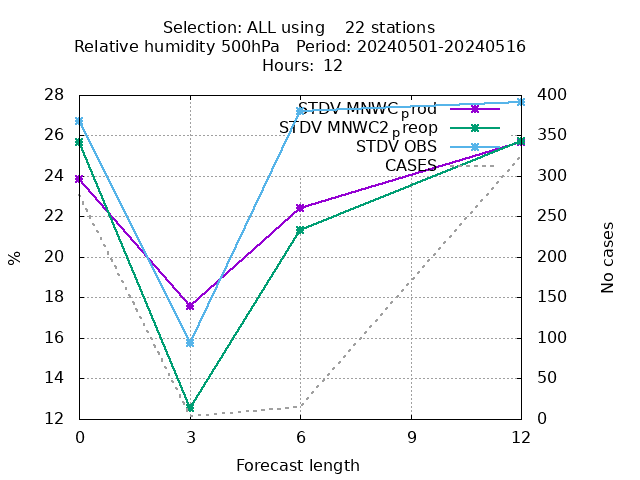 Selection: ALL using    22 stations
Relative humidity 500hPa   Period: 20240501-20240516
Hours: 12
28
26
24
22
20
18
16
14
12
%
400
350
300
250
200
150
100
50
0
No cases
STDV MNWC_prod
STDV MNWC2_preop
STDV OBS
CASES
0 3 6 9 12
Forecast length